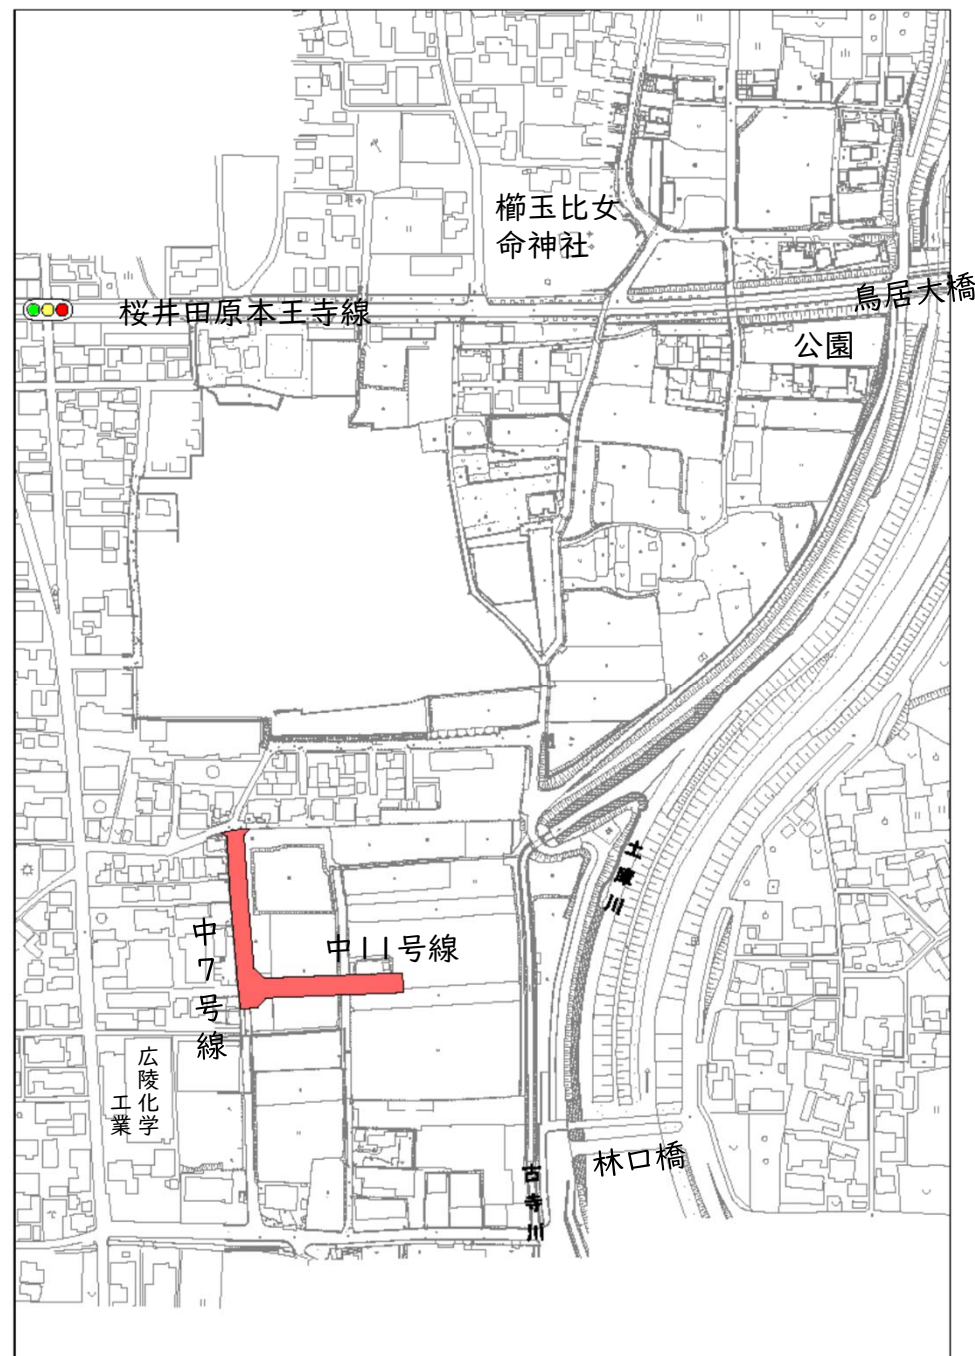 櫛玉比女
命神社
鳥居大橋
桜井田原本王寺線
公園
土庫川
中11号線
中7号線
広陵化学
工業
林口橋
古寺川